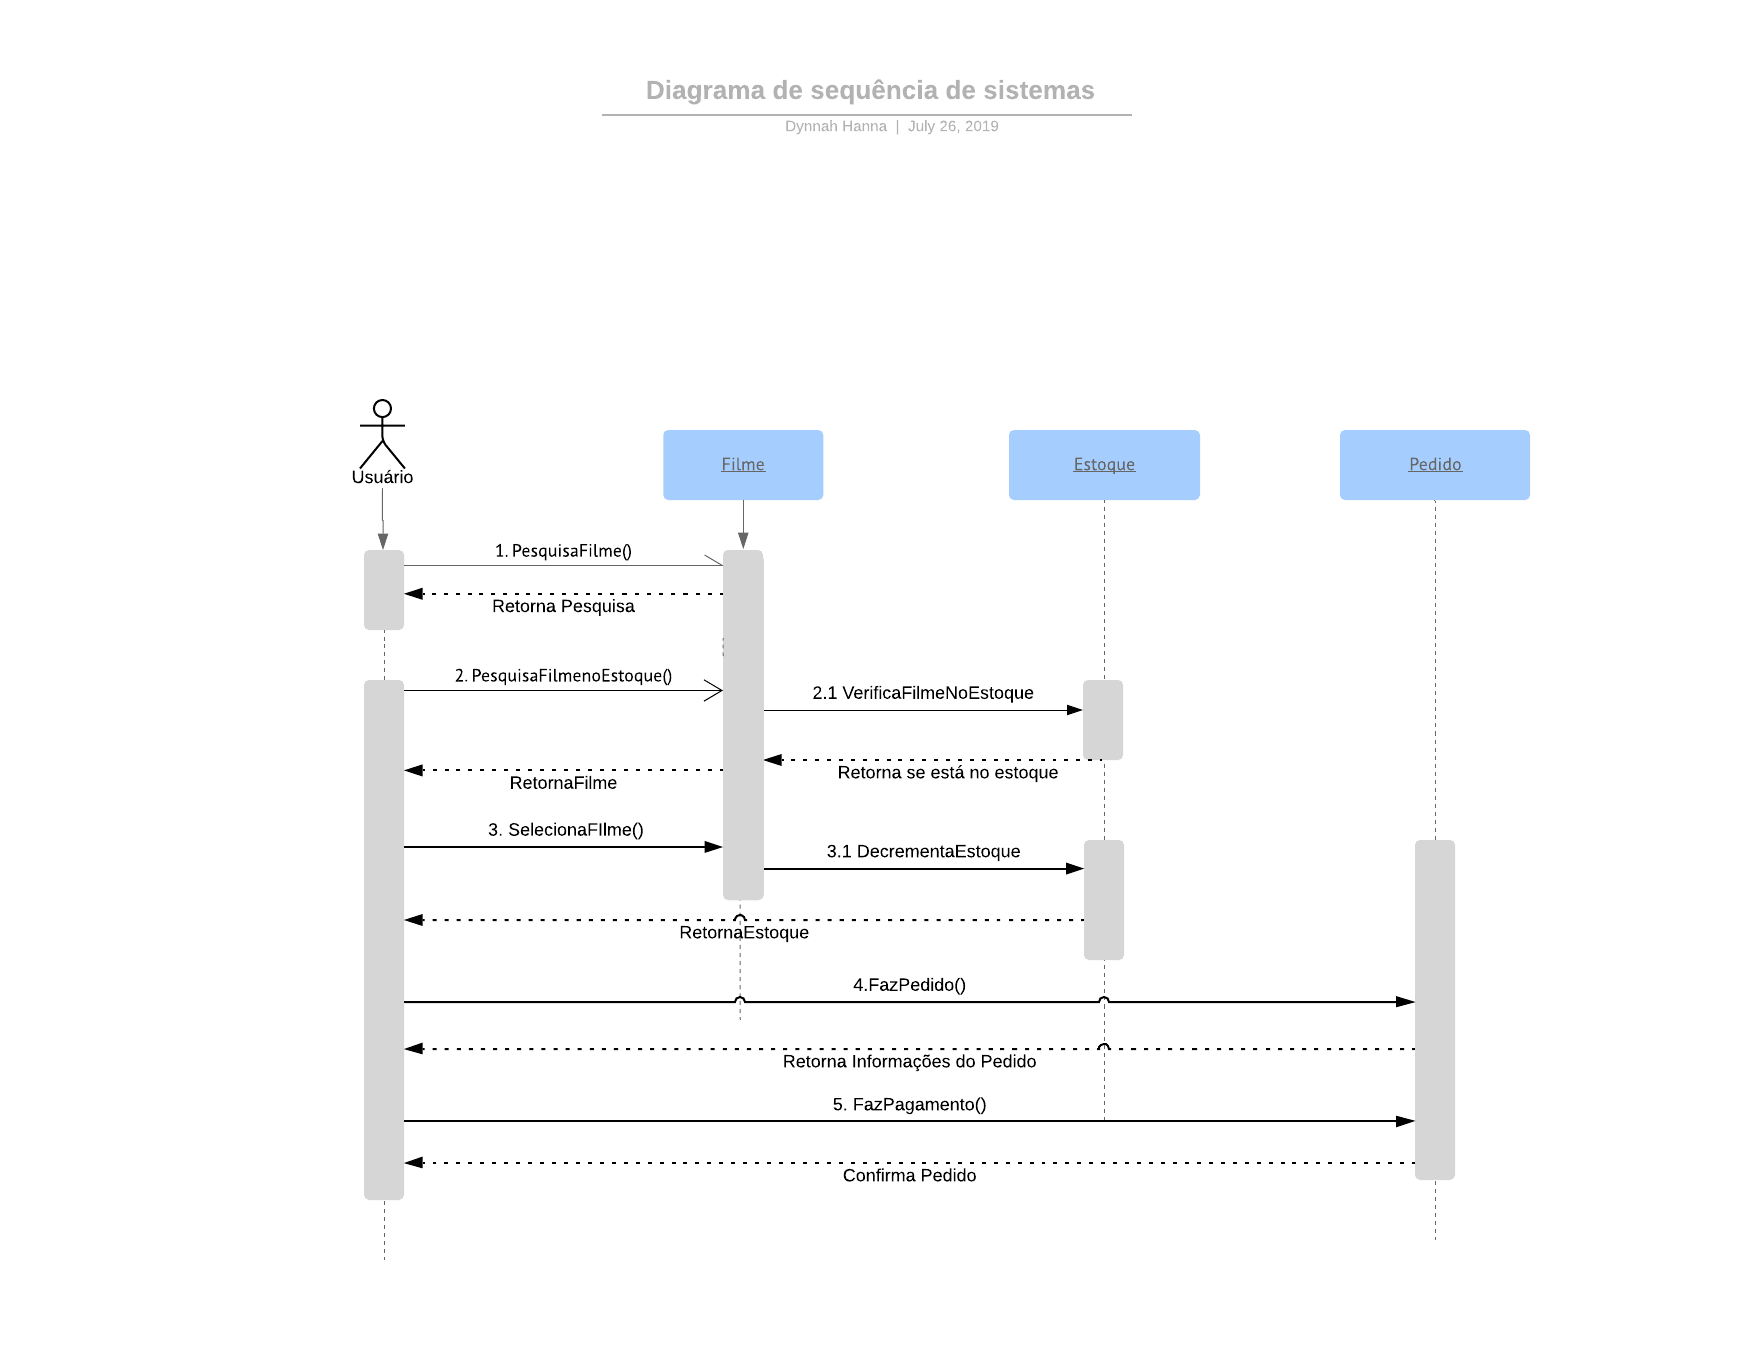 Diagrama de sequência de sistemas
Dynnah Hanna | July 26, 2019
Usuário
Filme
Estoque
Pedido
1. PesquisaFilme()
Retorna Pesquisa
2. PesquisaFilmenoEstoque()
2.1 VerificaFilmeNoEstoque
Retorna se está no estoque
RetornaFilme
3. SelecionaFIlme()
3.1 DecrementaEstoque
RetornaEstoque
4.FazPedido()
Retorna Informações do Pedido
5. FazPagamento()
Confirma Pedido